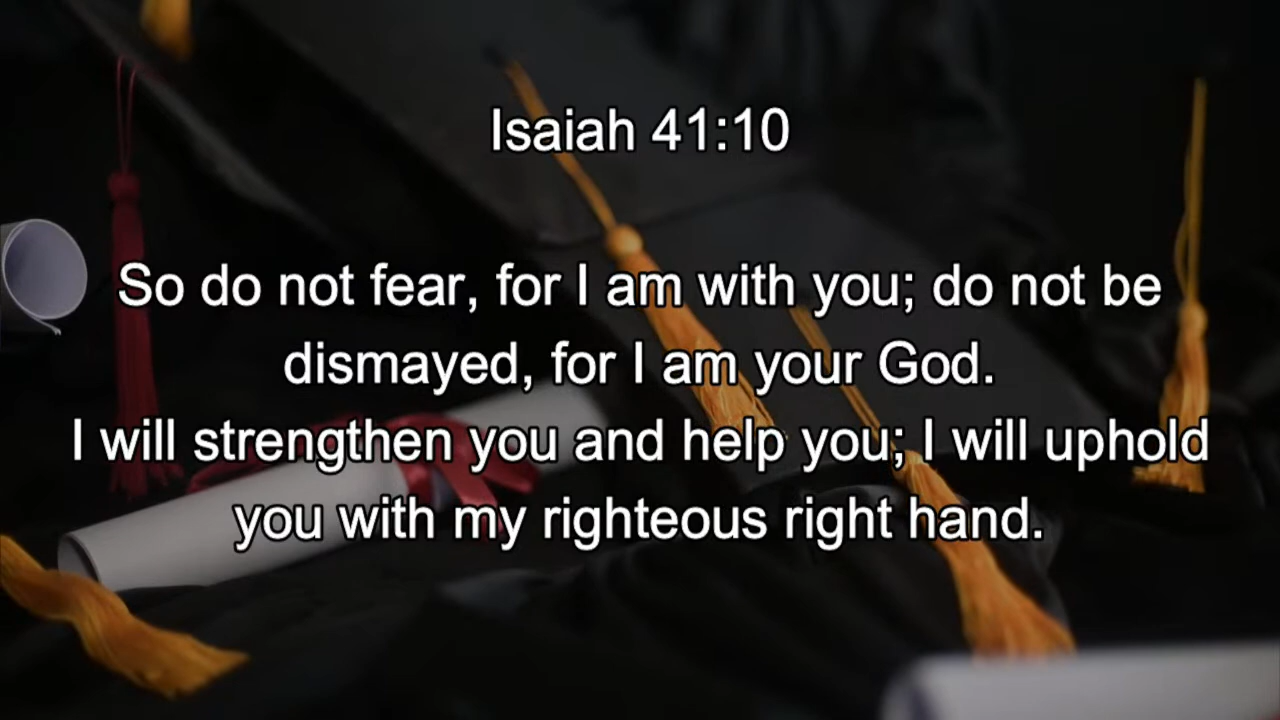 Isaiah 41:10
So do not fear, for I am with you; do not be
dismayed, for I am your God.
I will strengthen you and help you; I will uphold
you with my righteous right hand.